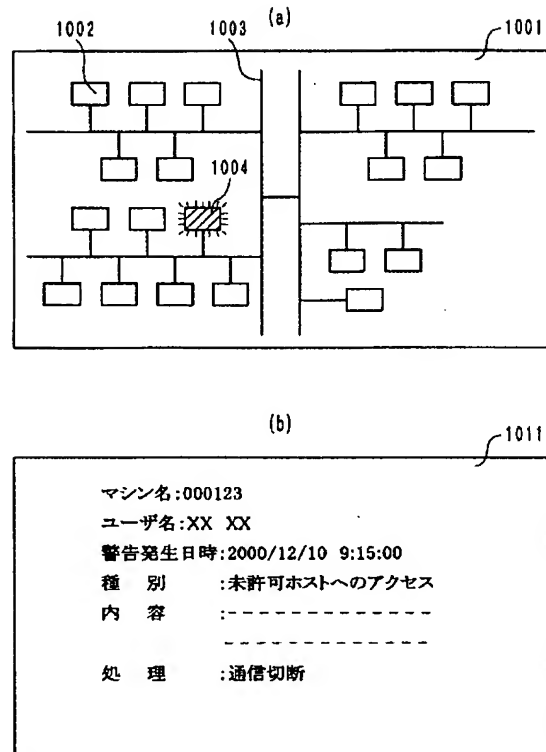 (a)
1002
1003
1001
1004
(b)
1011
マシン名:000123
ユーザ名:XX XX
警告発生日時:2000/12/10 9:15:00
種 別 :未許可ホストへのアクセス
内 容 :--------------
--------------
処 理 :通信切断